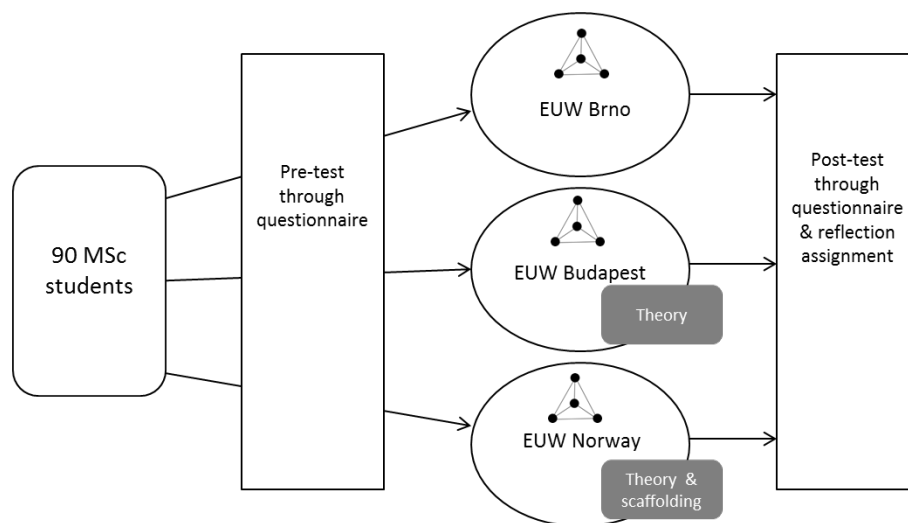 90 MSc
students
Pre-test
through
questionnaire
EUW Brno
EUW Budapest
Theory
EUW Norway
Theory &
scaffolding
Post-test
through
questionnaire
& reflection
assignment